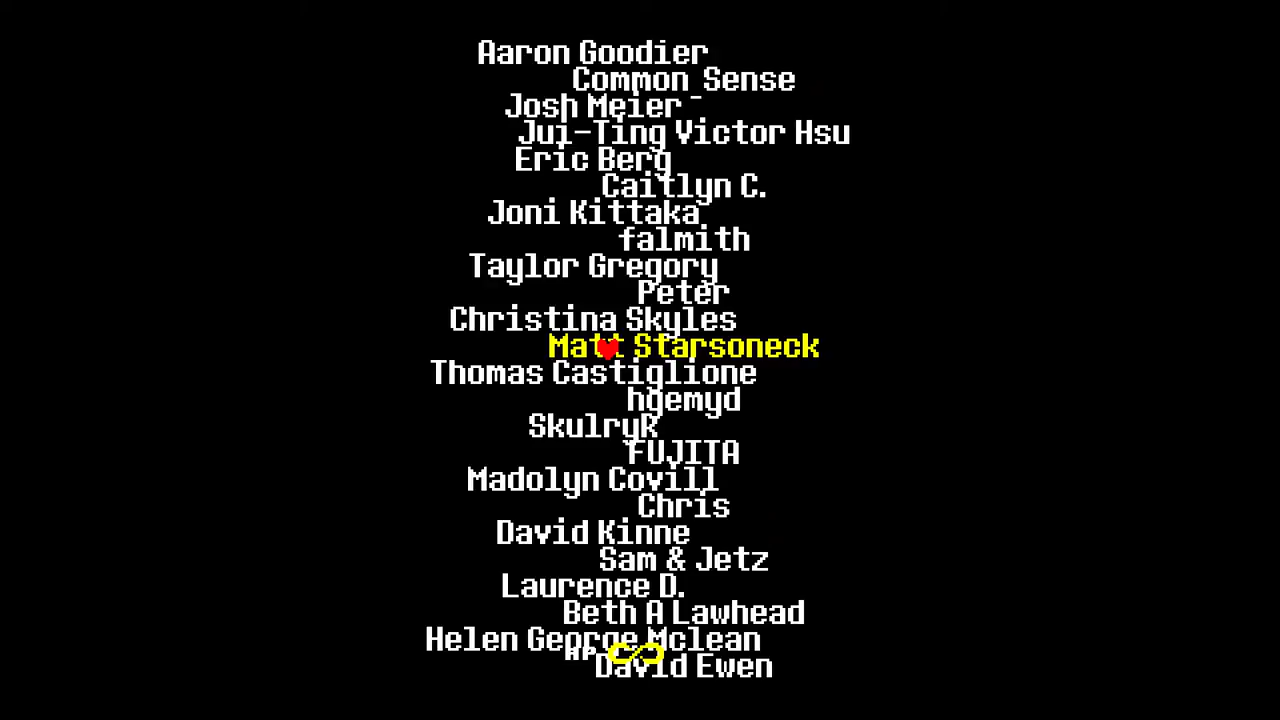 Aaron Goodier
Common Sense
Josh Meier
Jui-Ting Victor Hsu
Eric Berg
Caitlyn C.
Joni Kittaka
falmith
Taylor Gregory
Peter
Christina Skyles
Matt Starsoneck
Thomas Castiglione
hgemyd
SkulryK
FUJITA
Madolyn Covill
Chris
David Kinne
Sam & Jetz
Laurence D.
Beth A Lawhead
Helen George Mclean
HP ∞
David Ewen